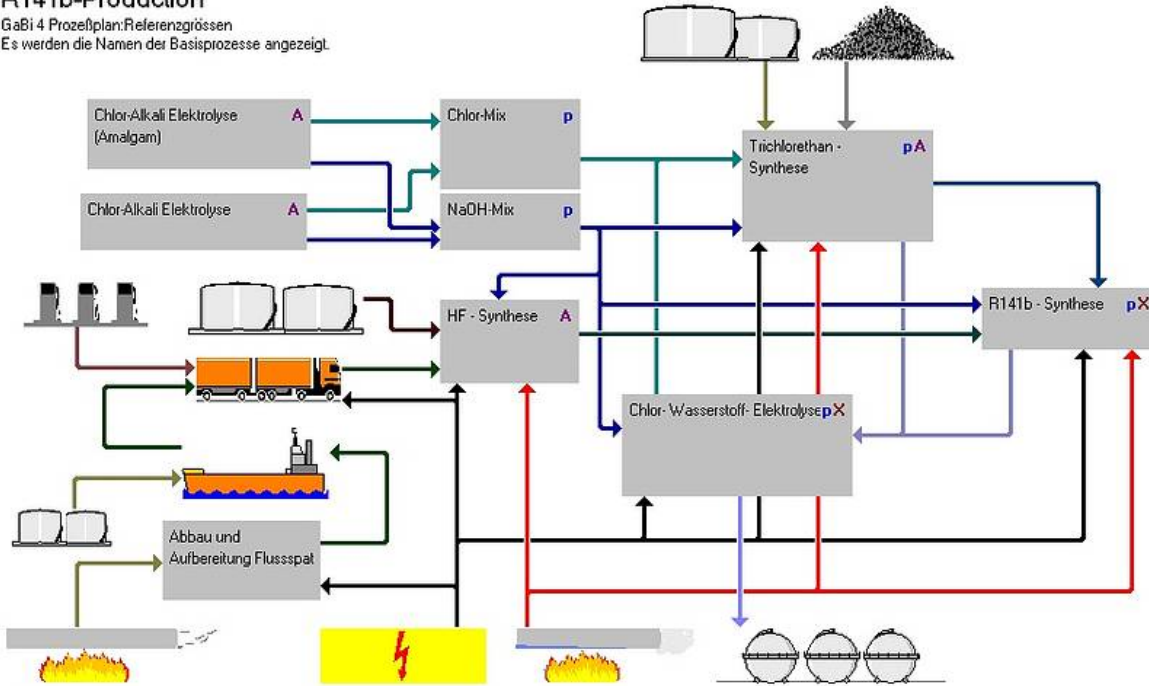 R141b-Production
GaBi 4 Prozeßplan:Referenzgrössen
Es werden die Namen der Basisprozesse angezeigt.
Chlor-Alkali Elektrolyse A
(Amalgam)
Chlor-Mix p
Trichlorethan - pA
Synthese
Chlor-Alkali Elektrolyse A
NaOH-Mix p
HF - Synthese A
R141b - Synthese pX
Chlor- Wasserstoff- Elektrolyse pX
Abbau und
Aufbereitung Flussspat